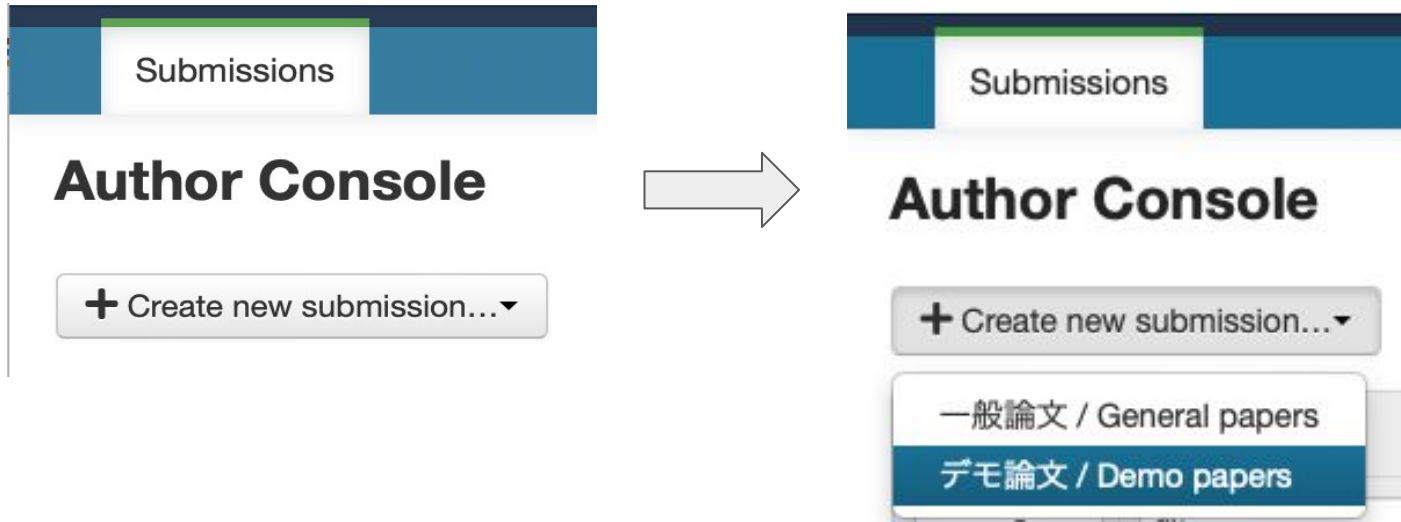 Submissions
Author Console
Create new submission...
Submissions
Author Console
Create new submission...
一般論文 / General papers
デモ論文 / Demo papers